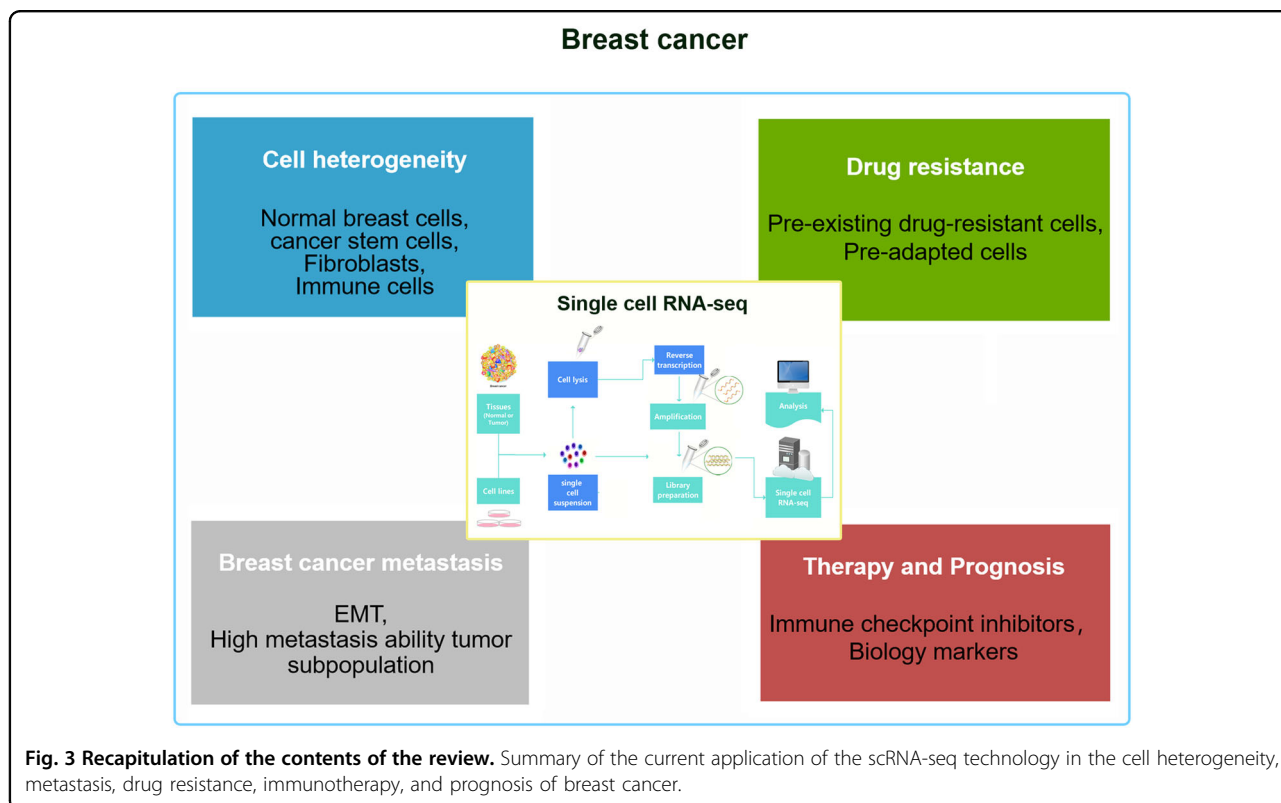 Breast cancer
Cell heterogeneity
Normal breast cells,
cancer stem cells,
Fibroblasts,
Immune cells
Drug resistance
Pre-existing drug-resistant cells,
Pre-adapted cells
Single cell RNA-seq
Breast cancer
Tissues
(Normal or
Tumor)
Cell lines
Cell lysis
single
cell
suspension
Reverse
transcription
Amplification
Library
preparation
Analysis
Single cell
RNA-seq
Breast cancer metastasis
EMT,
High metastasis ability tumor
subpopulation
Therapy and Prognosis
Immune checkpoint inhibitors,
Biology markers
Fig. 3 Recapitulation of the contents of the review. Summary of the current application of the scRNA-seq technology in the cell heterogeneity,
metastasis, drug resistance, immunotherapy, and prognosis of breast cancer.